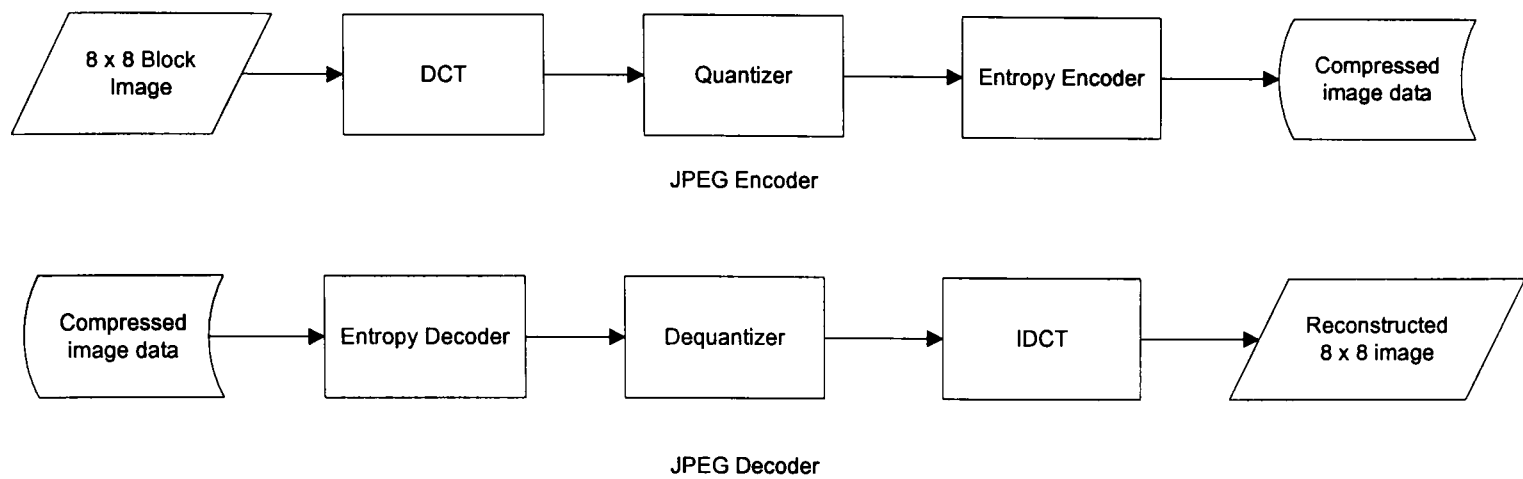 8 x 8 Block
Image
DCT
Quantizer
Entropy Encoder
Compressed
image data
JPEG Encoder
Compressed
image data
Entropy Decoder
Dequantizer
IDCT
Reconstructed
8 x 8 image
JPEG Decoder